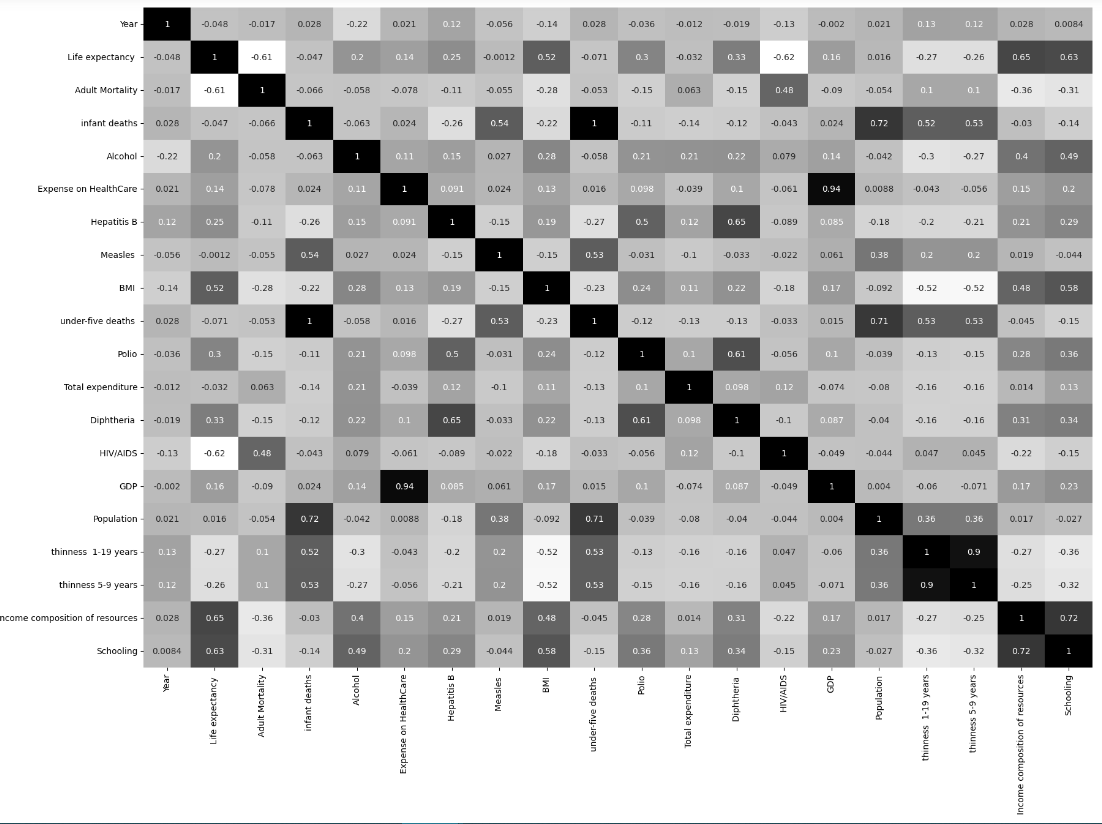 Year 1 -0.048 -0.017 0.028 -0.22 0.021 0.12 -0.056 -0.14 0.028 -0.036 -0.012 -0.019 -0.13 -0.002 0.021 0.13 0.12 0.028 0.0084
Life expectancy -0.048 1 -0.61 -0.047 0.2 0.14 0.25 -0.0012 0.52 -0.071 0.3 -0.032 0.33 -0.62 0.16 0.016 -0.27 -0.26 0.65 0.63
Adult Mortality -0.017 -0.61 1 -0.066 -0.058 -0.078 -0.11 -0.055 -0.28 -0.053 -0.15 0.063 -0.15 0.48 -0.09 -0.054 0.1 0.1 -0.36 -0.31
infant deaths 0.028 -0.047 -0.066 1 -0.063 0.024 -0.26 0.54 -0.22 1 -0.11 -0.14 -0.12 -0.043 0.024 0.72 0.52 0.53 -0.03 -0.14
Alcohol -0.22 0.2 -0.058 -0.063 1 0.11 0.15 0.027 0.28 -0.058 0.21 0.21 0.22 0.079 0.14 -0.042 -0.3 -0.27 0.4 0.49
Expense on HealthCare 0.021 0.14 -0.078 0.024 0.11 1 0.091 0.024 0.13 0.016 0.098 -0.039 0.1 -0.061 0.94 0.0088 -0.043 -0.056 0.15 0.2
Hepatitis B 0.12 0.25 -0.11 -0.26 0.15 0.091 1 -0.15 0.19 -0.27 0.5 0.12 0.65 -0.089 0.085 -0.18 -0.2 -0.21 0.21 0.29
Measles -0.056 -0.0012 -0.055 0.54 0.027 0.024 -0.15 1 -0.15 0.53 -0.031 -0.1 -0.033 -0.022 0.061 0.38 0.2 0.2 0.019 -0.044
BMI -0.14 0.52 -0.28 -0.22 0.28 0.13 0.19 -0.15 1 -0.23 0.24 0.11 0.22 -0.18 0.17 -0.092 -0.52 -0.52 0.48 0.58
under-five deaths 0.028 -0.071 -0.053 1 -0.058 0.016 -0.27 0.53 -0.23 1 -0.12 -0.13 -0.13 -0.033 0.015 0.71 0.53 0.53 -0.045 -0.15
Polio -0.036 0.3 -0.15 -0.11 0.21 0.098 0.5 -0.031 0.24 -0.12 1 0.1 0.61 -0.056 0.1 -0.039 -0.13 -0.15 0.28 0.36
Total expenditure -0.012 -0.032 0.063 -0.14 0.21 -0.039 0.12 -0.1 0.11 -0.13 0.1 1 0.098 0.12 -0.074 -0.08 -0.16 -0.16 0.014 0.13
Diphtheria -0.019 0.33 -0.15 -0.12 0.22 0.1 0.65 -0.033 0.22 -0.13 0.61 0.098 1 -0.1 0.087 -0.04 -0.16 -0.16 0.31 0.34
HIV/AIDS -0.13 -0.62 0.48 -0.043 0.079 -0.061 -0.089 -0.022 -0.18 -0.033 -0.056 0.12 -0.1 1 -0.049 -0.044 0.047 0.045 -0.22 -0.15
GDP -0.002 0.16 -0.09 0.024 0.14 0.94 0.085 0.061 0.17 0.015 0.1 -0.074 0.087 -0.049 1 0.004 -0.06 -0.071 0.17 0.23
Population 0.021 0.016 -0.054 0.72 -0.042 0.0088 -0.18 0.38 -0.092 0.71 -0.039 -0.08 -0.04 -0.044 0.004 1 0.36 0.36 0.017 -0.027
thinness 1-19 years 0.13 -0.27 0.1 0.52 -0.3 -0.043 -0.2 0.2 -0.52 0.53 -0.13 -0.16 -0.16 0.047 -0.06 0.36 1 0.9 -0.27 -0.36
thinness 5-9 years 0.12 -0.26 0.1 0.53 -0.27 -0.056 -0.21 0.2 -0.52 0.53 -0.15 -0.16 -0.16 0.045 -0.071 0.36 0.9 1 -0.25 -0.32
ncome composition of resources 0.028 0.65 -0.36 -0.03 0.4 0.15 0.21 0.019 0.48 -0.045 0.28 0.014 0.31 -0.22 0.17 0.017 -0.27 -0.25 1 0.72
Schooling 0.0084 0.63 -0.31 -0.14 0.49 0.2 0.29 -0.044 0.58 -0.15 0.36 0.13 0.34 -0.15 0.23 -0.027 -0.36 -0.32 0.72 1
Year
Life expectancy
Adult Mortality
infant deaths
Alcohol
Expense on HealthCare
Hepatitis B
Measles
BMI
under-five deaths
Polio
Total expenditure
Diphtheria
HIV/AIDS
GDP
Population
thinness 1-19 years
thinness 5-9 years
Income composition of resources
Schooling